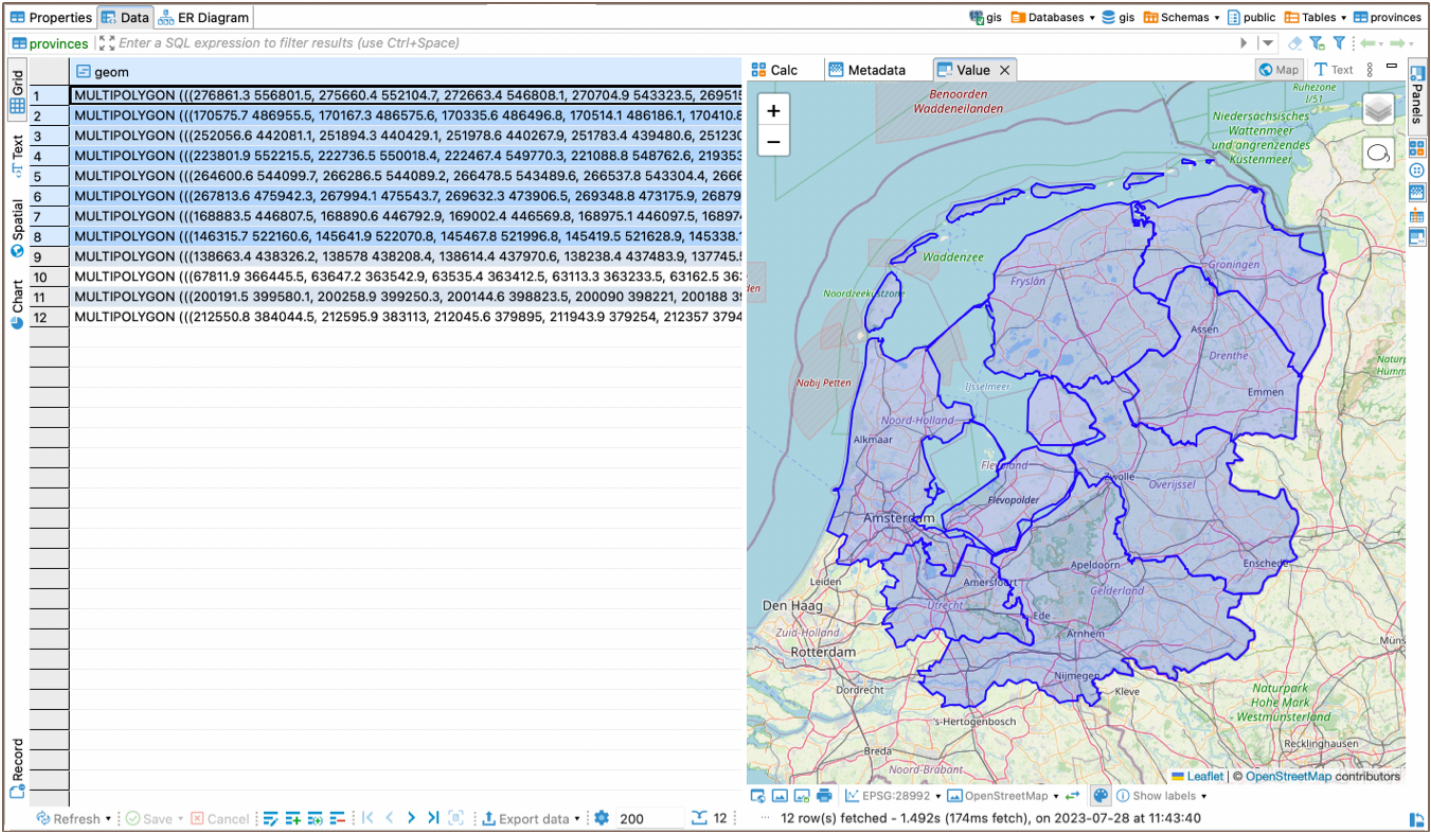 Properties Data ER Diagram gis Databases gis Schemas public Tables provinces
provinces Enter a SQL expression to filter results (use Ctrl+Space)
Grid
Text
Spatial
Chart
Record
geom
1 MULTIPOLYGON (((276861.3 556801.5, 275660.4 552104.7, 272663.4 546808.1, 270704.9 543323.5, 269515
2 MULTIPOLYGON (((170575.7 486955.5, 170167.3 486575.6, 170335.6 486496.8, 170514.1 486186.1, 170410.8
3 MULTIPOLYGON (((252056.6 442081.1, 251894.3 440429.1, 251978.6 440267.9, 251783.4 439480.6, 251230
4 MULTIPOLYGON (((223801.9 552215.5, 222736.5 550018.4, 222467.4 549770.3, 221088.8 548762.6, 219353
5 MULTIPOLYGON (((264600.6 544099.7, 266286.5 544089.2, 266478.5 543489.6, 266537.8 543304.4, 2666
6 MULTIPOLYGON (((267813.6 475942.3, 267994.1 475543.7, 269632.3 473906.5, 269348.8 473175.9, 26879
7 MULTIPOLYGON (((168883.5 446807.5, 168890.6 446792.9, 169002.4 446569.8, 168975.1 446097.5, 16897
8 MULTIPOLYGON (((146315.7 522160.6, 145641.9 522070.8, 145467.8 521996.8, 145419.5 521628.9, 145338.
9 MULTIPOLYGON (((138663.4 438326.2, 138578 438208.4, 138614.4 437970.6, 138238.4 437483.9, 137745.
10 MULTIPOLYGON (((67811.9 366445.5, 63647.2 363542.9, 63535.4 363412.5, 63113.3 363233.5, 63162.5 36
11 MULTIPOLYGON (((200191.5 399580.1, 200258.9 399250.3, 200144.6 398823.5, 200090 398221, 200188 39
12 MULTIPOLYGON (((212550.8 384044.5, 212595.9 383113, 212045.6 379895, 211943.9 379254, 212357 3794
Calc Metadata Value Map Text
Panels
+
−
Benoorden
Waddeneilanden
Ruhezone
I/51
Niedersächsisches
Wattenmeer
und angrenzendes
Küstenmeer
Waddenzee
Groningen
Fryslân
den
Noordzeekustzone
Assen
Drenthe
Natur
Humm
Nabij Petten
IJsselmeer
Emmen
Noord-Holland
Alkmaar
Flevoland
Zwolle
Overijssel
Flevopolder
Amsterdam
Enschede
Apeldoorn
Leiden
Amersfoort
Gelderland
Den Haag
Utrecht
Ede
Zuid-Holland
Arnhem
Müns
Rotterdam
Nijmegen
Dordrecht
Kleve
Naturpark
Hohe Mark
- Westmünsterland
's-Hertogenbosch
Recklinghausen
Breda
Noord-Brabant
Leaflet | © OpenStreetMap contributors
EPSG:28992 OpenStreetMap Show labels
Refresh Save Cancel Export data 200 12 ... 12 row(s) fetched - 1.492s (174ms fetch), on 2023-07-28 at 11:43:40